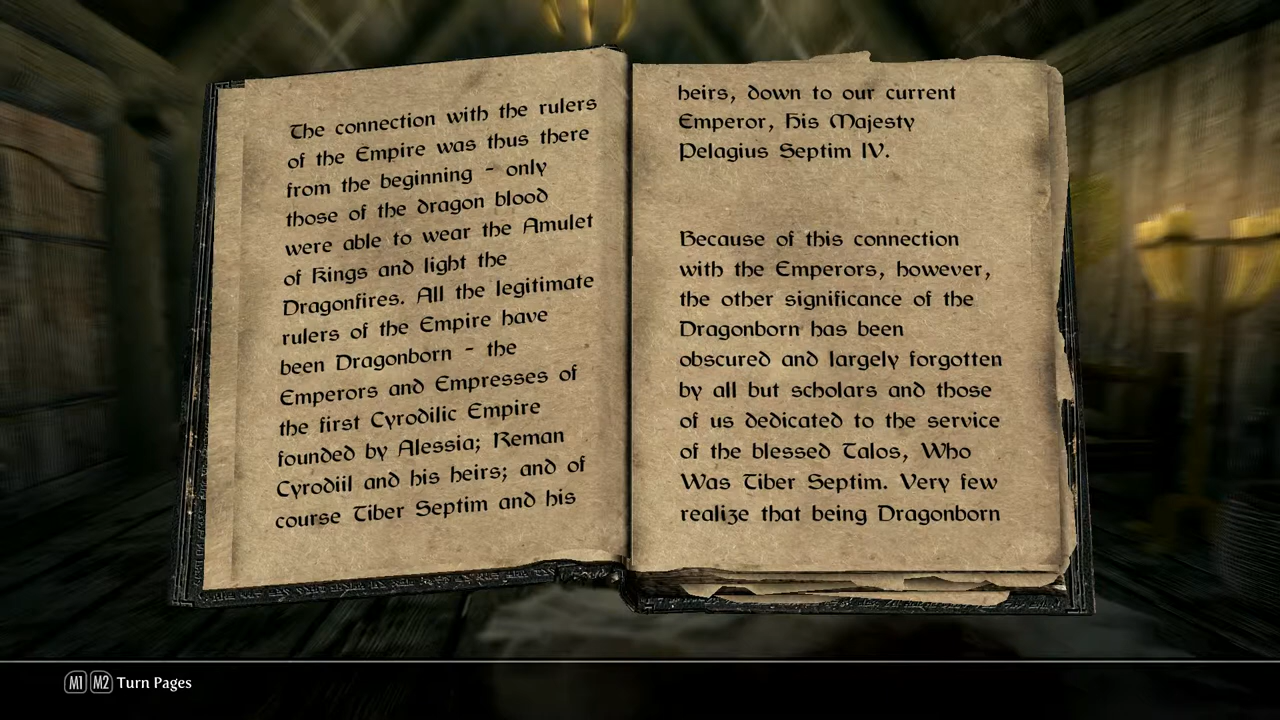 The connection with the rulers
of the Empire was thus there
from the beginning - only
those of the dragon blood
were able to wear the Amulet
of Kings and light the
Dragonfires. All the legitimate
rulers of the Empire have
been Dragonborn - the
Emperors and Empresses of
the first Cyrodilic Empire
founded by Alessia; Reman
Cyrodiil and his heirs; and of
course Tiber Septim and his
heirs, down to our current
Emperor, His Majesty
Pelagius Septim IV.
Because of this connection
with the Emperors, however,
the other significance of the
Dragonborn has been
obscured and largely forgotten
by all but scholars and those
of us dedicated to the service
of the blessed Talos, Who
Was Tiber Septim. Very few
realize that being Dragonborn
M1 M2 Turn Pages